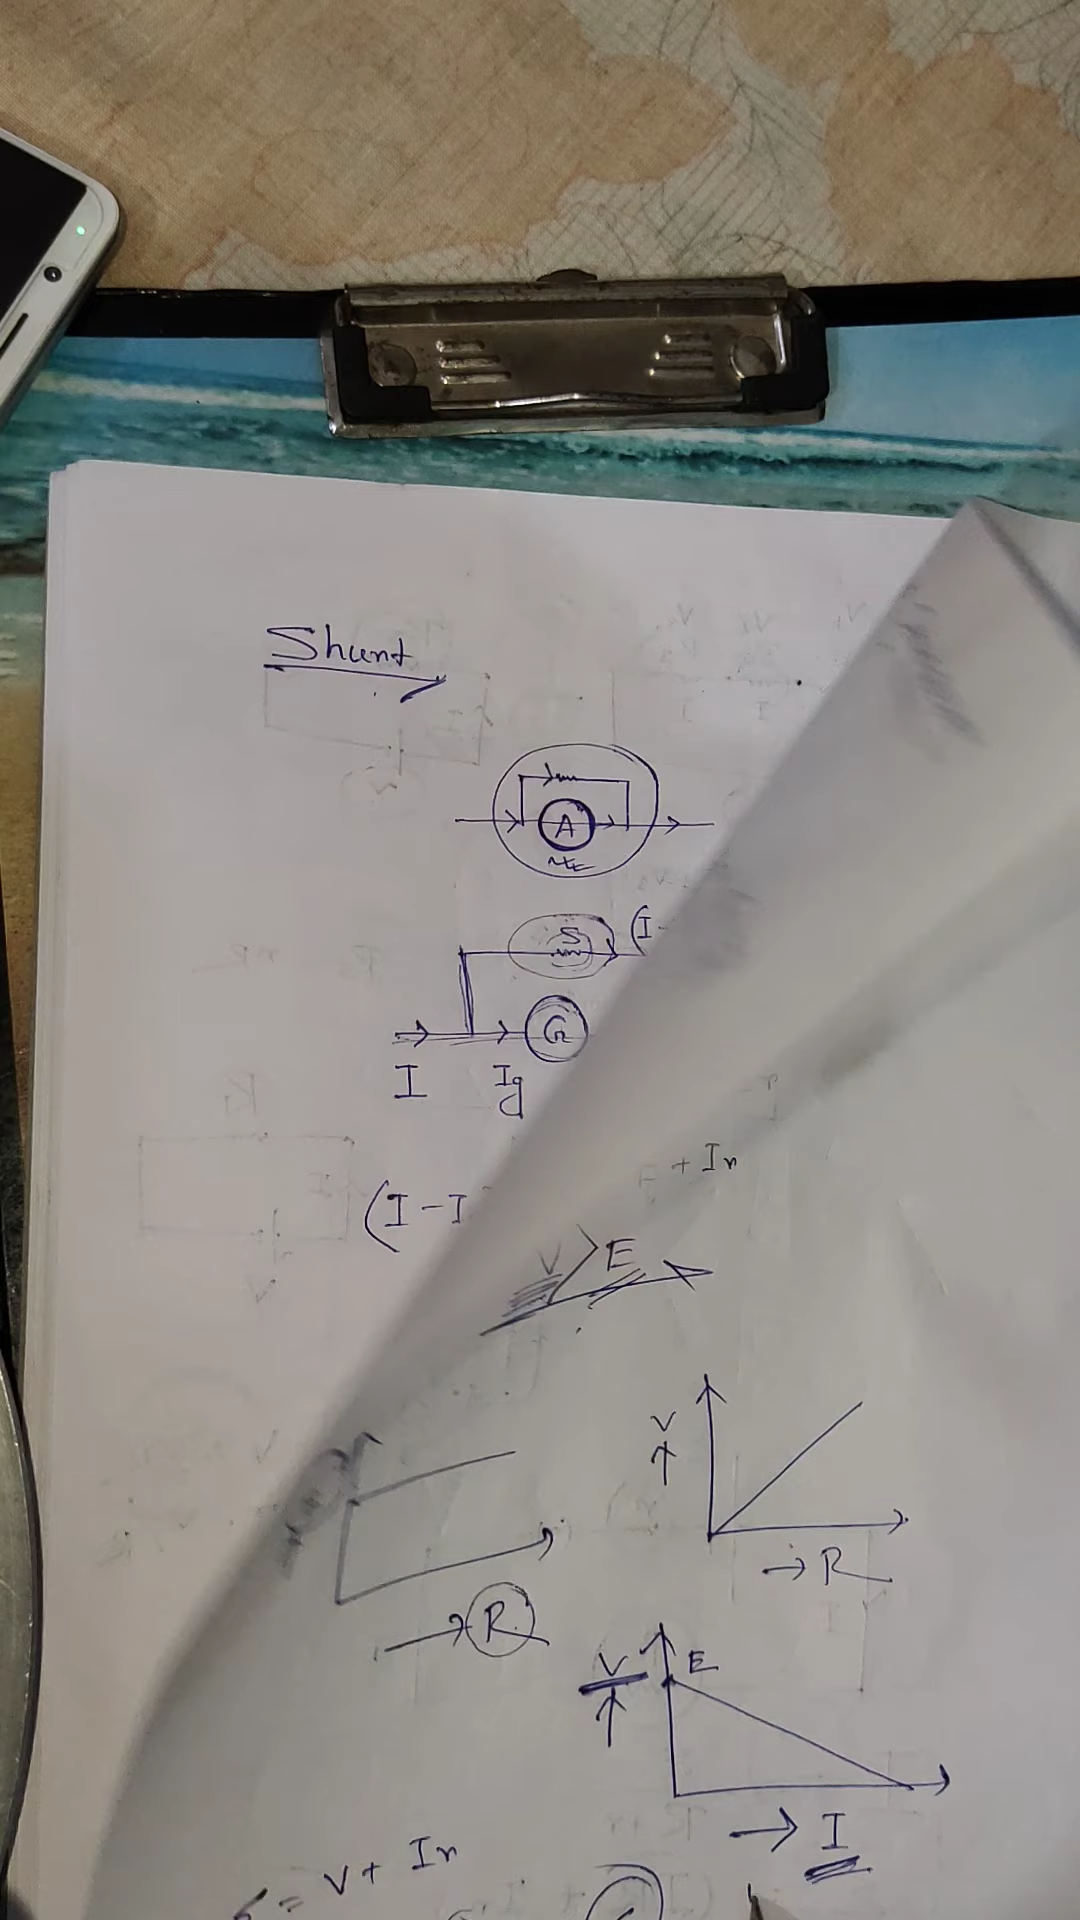 Shunt
A
S (I-
G
I Ig
(I - I
+ Ir
V > E
V
→ R
→ R
V E
→ I
= V + Ir